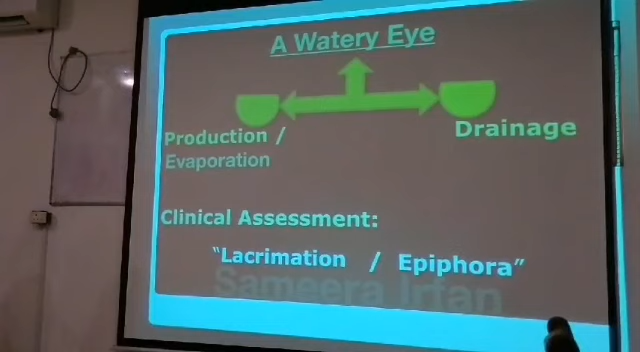 A Watery Eye
Production /
Evaporation
Drainage
Clinical Assessment:
"Lacrimation / Epiphora"
Sameera Irfan